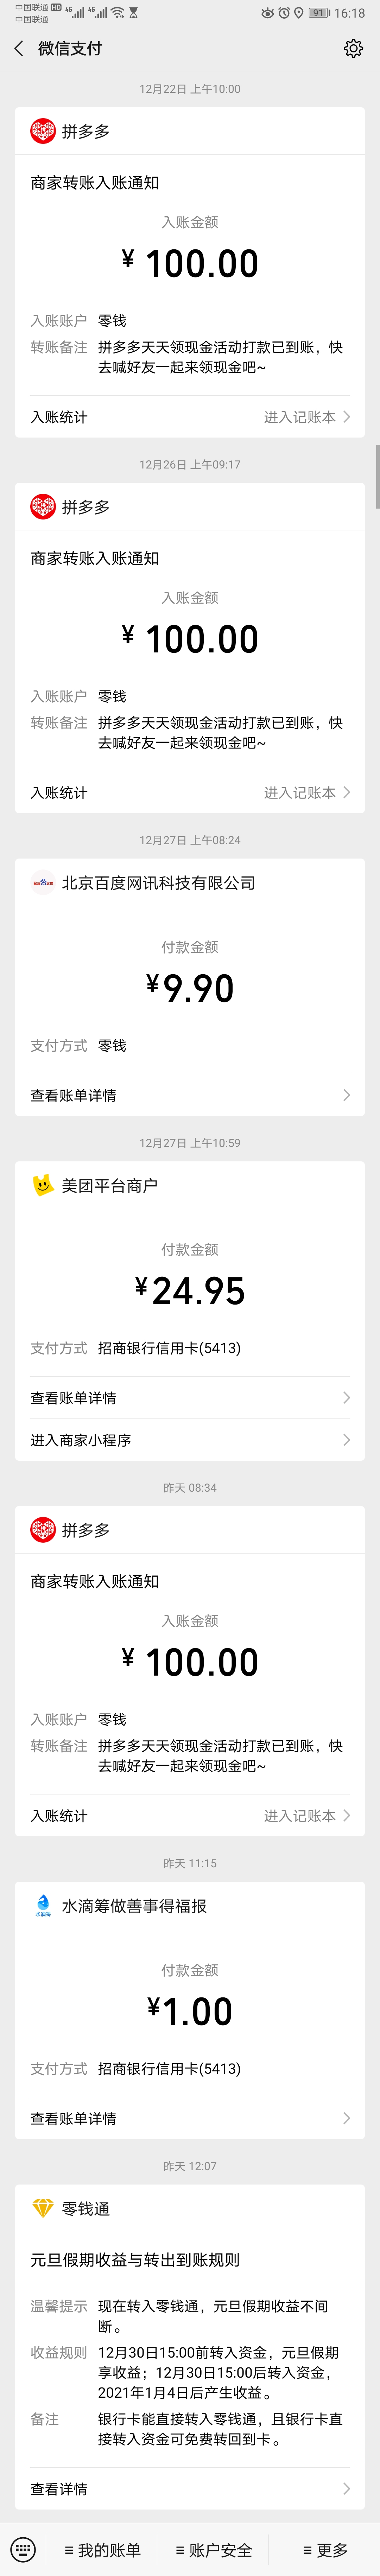 中国联通 HD 4G 4G 91 16:18
中国联通
微信支付
12月22日 上午10:00
拼多多
商家转账入账通知
入账金额
¥ 100.00
入账账户 零钱
转账备注 拼多多天天领现金活动打款已到账，快
去喊好友一起来领现金吧~
入账统计 进入记账本
12月26日 上午09:17
拼多多
商家转账入账通知
入账金额
¥ 100.00
入账账户 零钱
转账备注 拼多多天天领现金活动打款已到账，快
去喊好友一起来领现金吧~
入账统计 进入记账本
12月27日 上午08:24
北京百度网讯科技有限公司
付款金额
¥9.90
支付方式 零钱
查看账单详情
12月27日 上午10:59
美团平台商户
付款金额
¥24.95
支付方式 招商银行信用卡(5413)
查看账单详情
进入商家小程序
昨天 08:34
拼多多
商家转账入账通知
入账金额
¥ 100.00
入账账户 零钱
转账备注 拼多多天天领现金活动打款已到账，快
去喊好友一起来领现金吧~
入账统计 进入记账本
昨天 11:15
水滴筹
水滴筹做善事得福报
付款金额
¥1.00
支付方式 招商银行信用卡(5413)
查看账单详情
昨天 12:07
零钱通
元旦假期收益与转出到账规则
温馨提示 现在转入零钱通，元旦假期收益不间
断。
收益规则 12月30日15:00前转入资金，元旦假期
享收益；12月30日15:00后转入资金，
2021年1月4日后产生收益。
备注 银行卡能直接转入零钱通，且银行卡直
接转入资金可免费转回到卡。
查看详情
我的账单 账户安全 更多